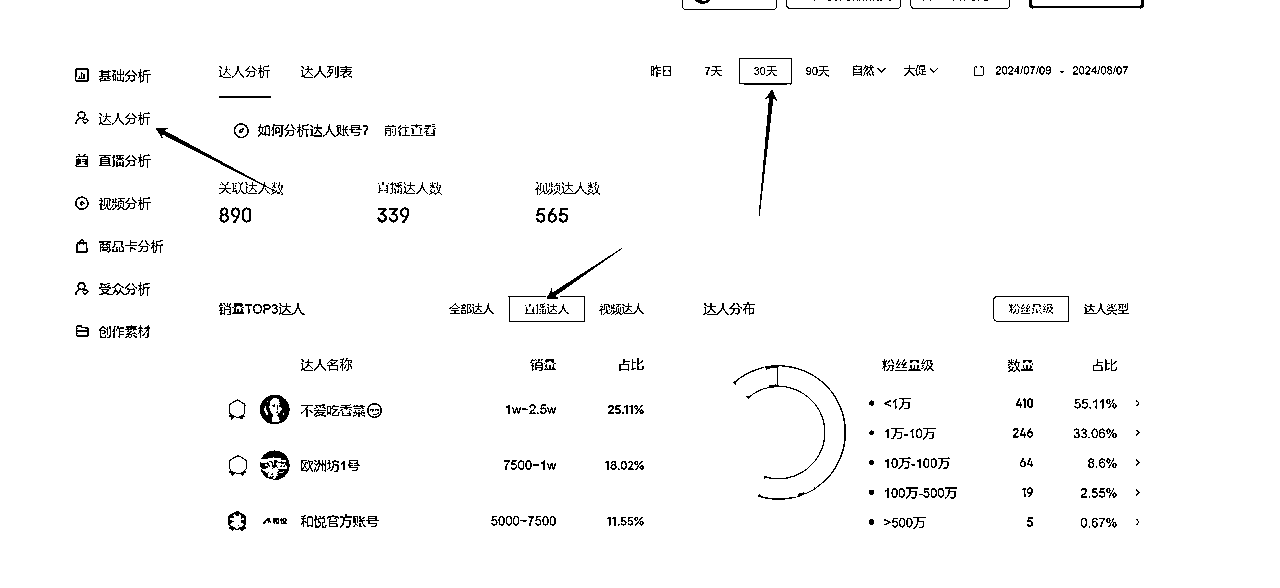 基础分析
达人分析
直播分析
视频分析
商品卡分析
受众分析
创作素材
达人分析 达人列表
昨日 7天 30天 90天 自然 大促 2024/07/09 - 2024/08/07
如何分析达人账号? 前往查看
关联达人数 直播达人数 视频达人数
890 339 565
销量TOP3达人 全部达人 直播达人 视频达人
达人名称 销量 占比
不爱吃香菜 1w~2.5w 25.11%
欧洲坊1号 7500~1w 18.02%
和悦官方账号 5000~7500 11.55%
达人分布 粉丝量级 达人类型
粉丝量级 数量 占比
<1万 410 55.11%
1万-10万 246 33.06%
10万-100万 64 8.6%
100万-500万 19 2.55%
>500万 5 0.67%